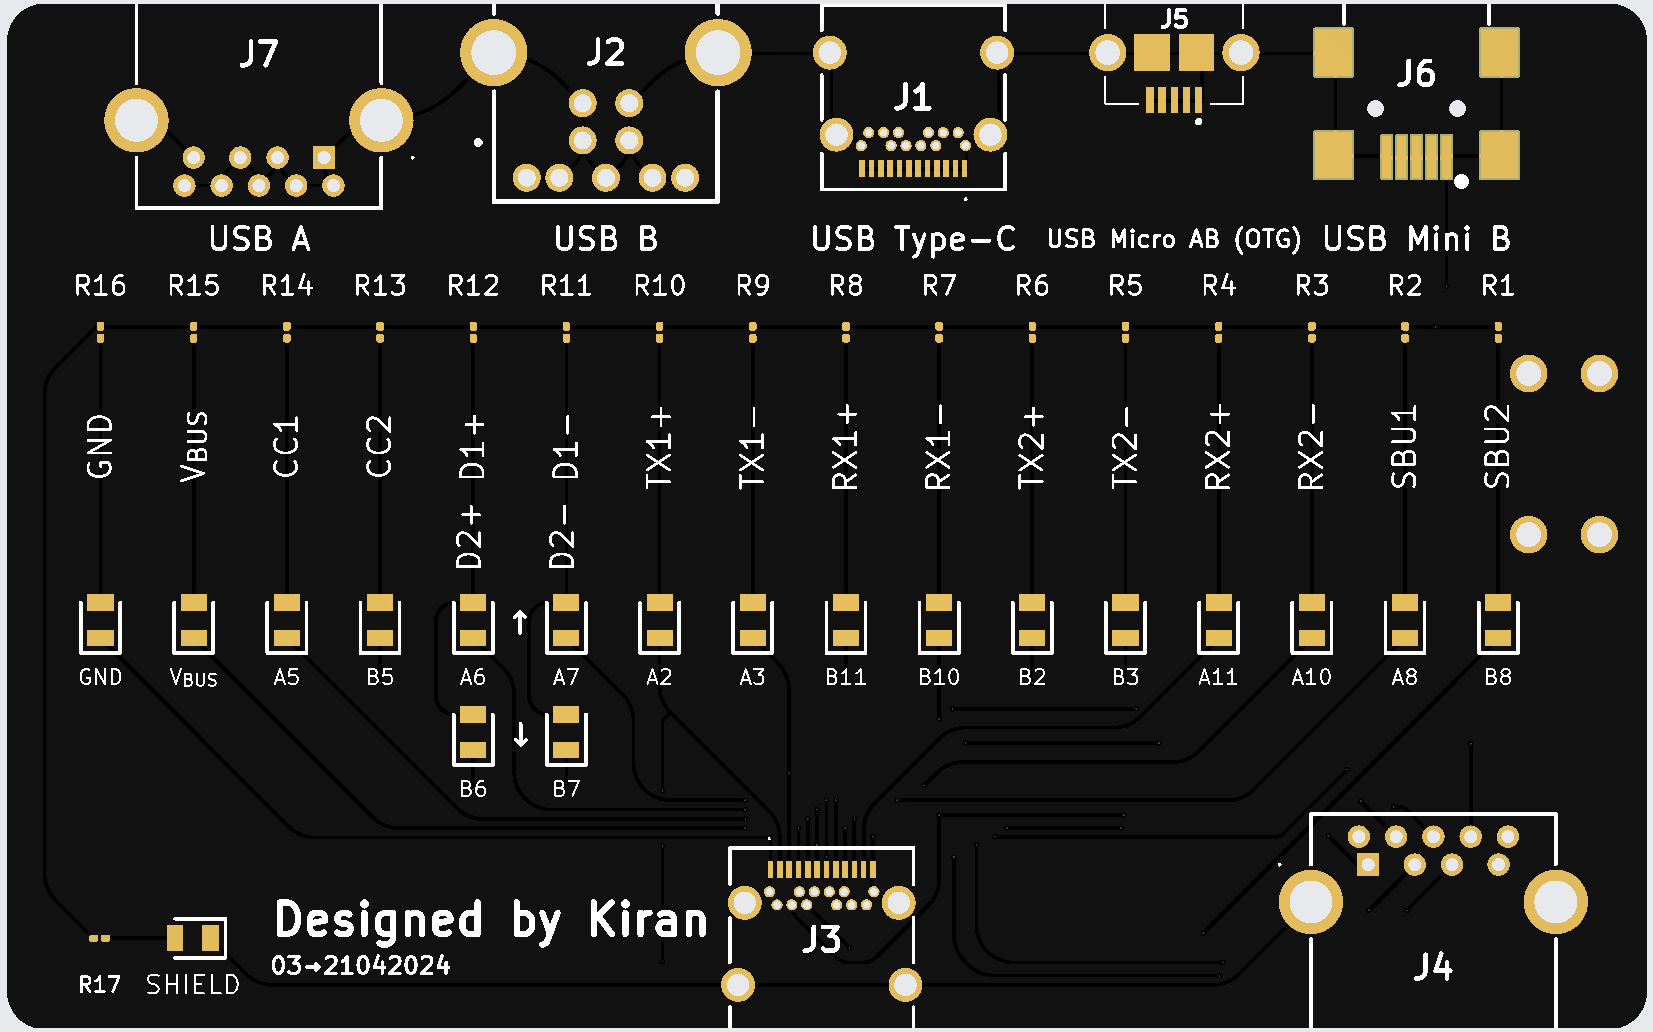 J7 J2 J1 J5 J6
USB A USB B USB Type-C USB Micro AB (OTG) USB Mini B
R16 R15 R14 R13 R12 R11 R10 R9 R8 R7 R6 R5 R4 R3 R2 R1
GND VBUS CC1 CC2 D1+ D1- TX1+ TX1- RX1+ RX1- TX2+ TX2- RX2+ RX2- SBU1 SBU2
D2+ D2-
↑
GND VBUS A5 B5 A6 A7 A2 A3 B11 B10 B2 B3 A11 A10 A8 B8
↓
B6 B7
Designed by Kiran
03→21042024
J3 J4
R17 SHIELD